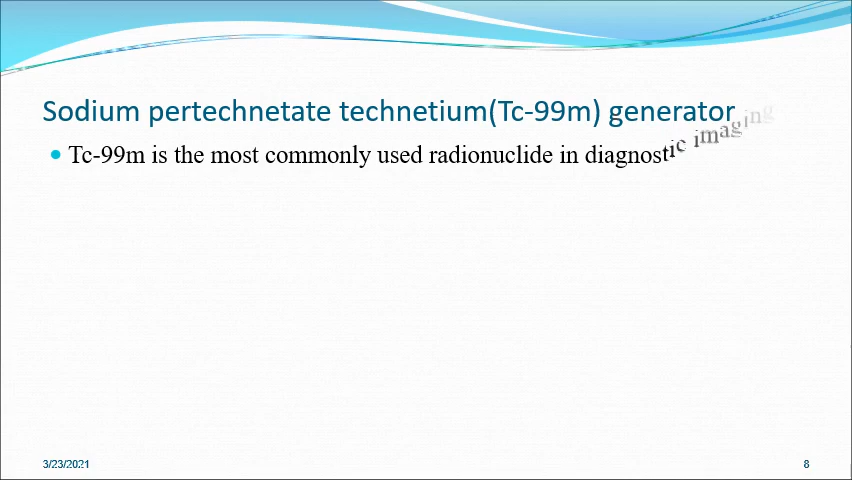 Sodium pertechnetate technetium(Tc-99m) generator
• Tc-99m is the most commonly used radionuclide in diagnostic imaging
3/23/2021
8